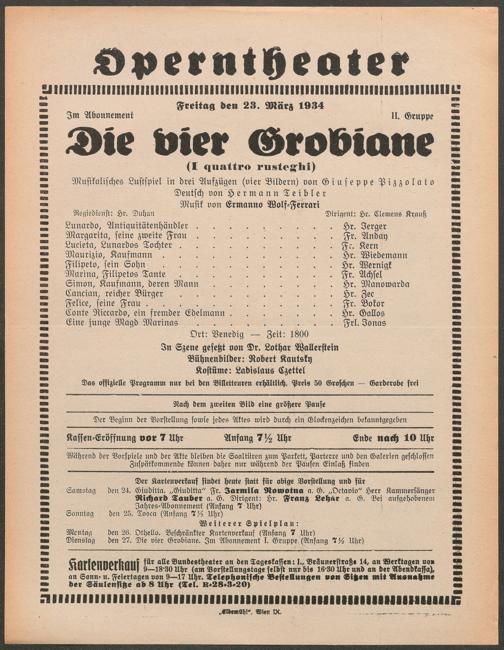 Operntheater
Freitag den 23. März 1934
Im Abonnement II. Gruppe
Die vier Grobiane
(I quattro rusteghi)
Musikalisches Lustspiel in drei Aufzügen (vier Bildern) von Giuseppe Pizzolato
Deutsch von Hermann Teibler
Musik von Ermanno Wolf-Ferrari
Regiedienst: Hr. Duhan Dirigent: Hr. Clemens Krauß
Lunardo, Antiquitätenhändler . . . . . . . . Hr. Jerger
Margarita, seine zweite Frau . . . . . . . . Fr. Anday
Lucieta, Lunardos Tochter . . . . . . . . Fr. Kern
Maurizio, Kaufmann . . . . . . . . Hr. Wiedemann
Filipeto, sein Sohn . . . . . . . . Hr. Wernigk
Marina, Filipetos Tante . . . . . . . . Fr. Achsel
Simon, Kaufmann, deren Mann . . . . . . . . Hr. Manowarda
Cancian, reicher Bürger . . . . . . . . Hr. Zec
Felice, seine Frau . . . . . . . . Fr. Bokor
Conte Riccardo, ein fremder Edelmann . . . . . . . . Hr. Gallos
Eine junge Magd Marinas . . . . . . . . Frl. Jonas
Ort: Venedig — Zeit: 1800
In Szene gesetzt von Dr. Lothar Wallerstein
Bühnenbilder: Robert Kautsky
Kostüme: Ladislaus Czettel
Das offizielle Programm nur bei den Billetteuren erhältlich. Preis 50 Groschen — Garderobe frei
Nach dem zweiten Bild eine größere Pause
Der Beginn der Vorstellung sowie jedes Aktes wird durch ein Glockenzeichen bekanntgegeben
Kassen-Eröffnung vor 7 Uhr Anfang 7½ Uhr Ende nach 10 Uhr
Während der Vorspiele und der Akte bleiben die Saaltüren zum Parkett, Parterre und den Galerien geschlossen
Zuspätkommende können daher nur während der Pausen Einlaß finden
Der Kartenverkauf findet heute statt für obige Vorstellung und für
Samstag den 24. Giuditta. „Giuditta“ Fr. Jarmila Novotna a. G. „Octavio“ Herr Kammersänger
Richard Tauber a. G. Dirigent: Hr. Franz Lehár a. G. Bei aufgehobenem
Jahres-Abonnement (Anfang 7 Uhr)
Sonntag den 25. Tosca (Anfang 7½ Uhr)
Weiterer Spielplan:
Montag den 26. Othello. Beschränkter Kartenverkauf (Anfang 7 Uhr)
Dienstag den 27. Die vier Grobiane. Im Abonnement I. Gruppe (Anfang 7½ Uhr)
Kartenverkauf für alle Bundestheater an den Tageskassen: I., Bräunerstraße 14, an Werktagen von
9—18·30 Uhr (am Vorstellungstage selbst nur bis 16·30 Uhr und an der Abendkassa),
an Sonn- u. Feiertagen von 9—17 Uhr. Telephonische Bestellungen von Sitzen mit Ausnahme
der Säulensitze ab 8 Uhr (Tel. R-28-3-20)
„Elbemühl“, Wien IX.